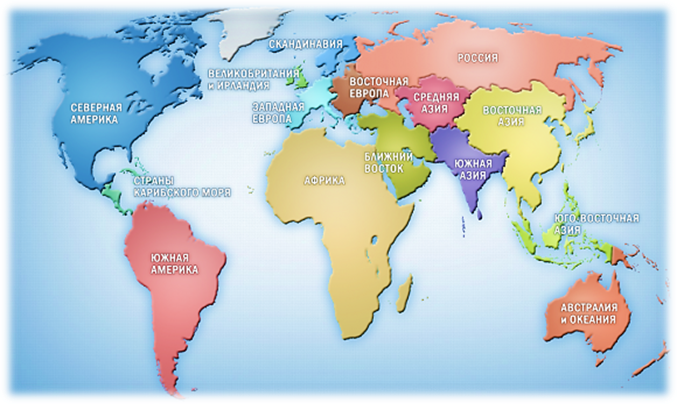 СКАНДИНАВИЯ
РОССИЯ
ВЕЛИКОБРИТАНИЯ
и ИРЛАНДИЯ
ВОСТОЧНАЯ
ЕВРОПА
СЕВЕРНАЯ
АМЕРИКА
ЗАПАДНАЯ
ЕВРОПА
СРЕДНЯЯ
АЗИЯ
ВОСТОЧНАЯ
АЗИЯ
БЛИЖНИЙ
ВОСТОК
ЮЖНАЯ
АЗИЯ
АФРИКА
СТРАНЫ
КАРИБСКОГО МОРЯ
ЮГО-ВОСТОЧНАЯ
АЗИЯ
ЮЖНАЯ
АМЕРИКА
АВСТРАЛИЯ
и ОКЕАНИЯ